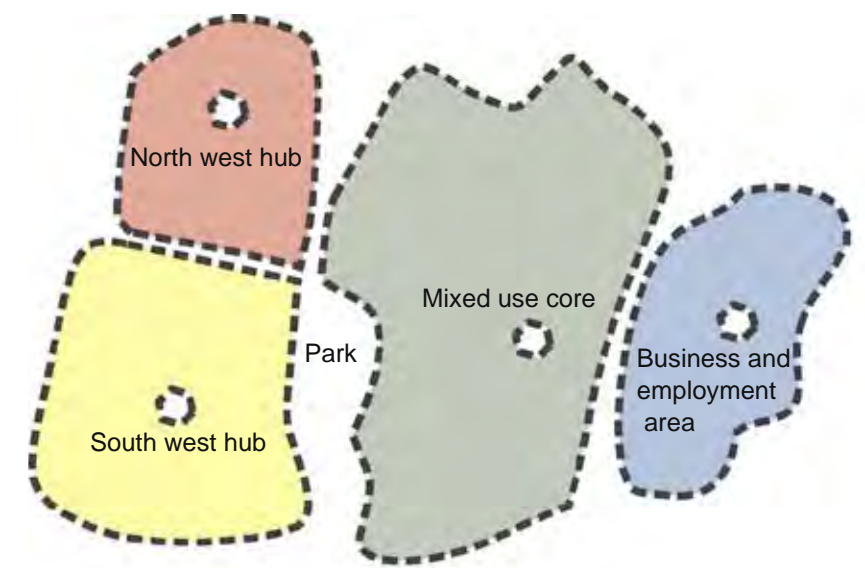 North west hub
Mixed use core
Park
Business and
employment
area
South west hub